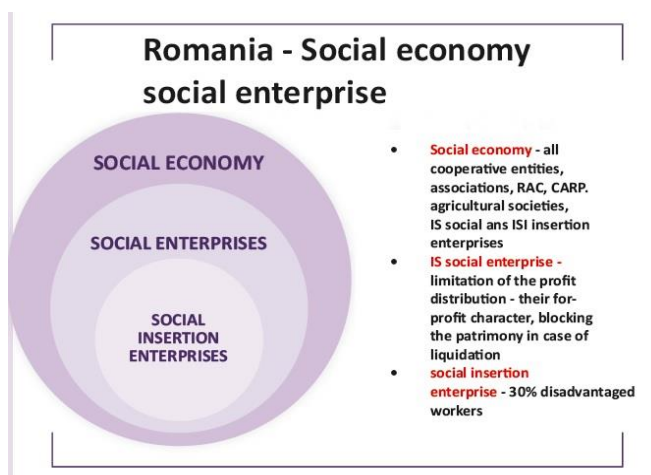 Romania - Social economy
social enterprise
SOCIAL ECONOMY
SOCIAL ENTERPRISES
SOCIAL
INSERTION
ENTERPRISES
• Social economy - all
cooperative entities,
associations, RAC, CARP.
agricultural societies,
IS social ans ISI insertion
enterprises
• IS social enterprise -
limitation of the profit
distribution - their for-
profit character, blocking
the patrimony in case of
liquidation
• social insertion
enterprise - 30% disadvantaged
workers